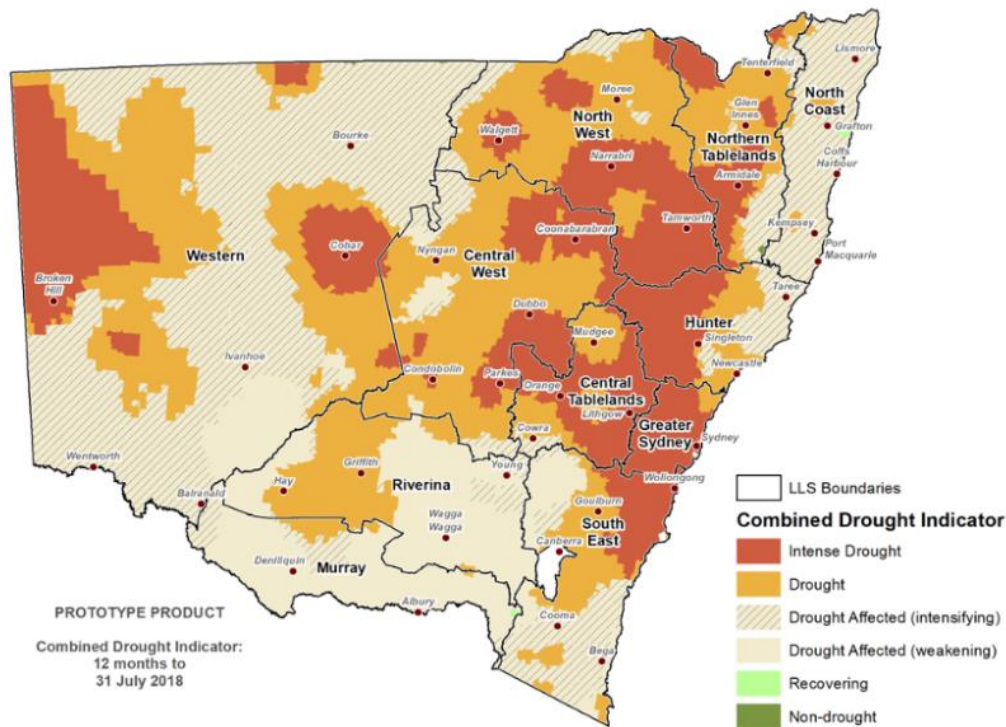 Lismore
Tenterfield
North
Coast
Moree
Glen
Innes
North
West
Grafton
Walgett
Northern
Tablelands
Bourke
Coffs
Harbour
Narrabri
Armidale
Tamworth
Kempsey
Coonabarabran
Port
Macquarie
Western
Cobar
Nyngan
Central
West
Broken
Hill
Taree
Dubbo
Hunter
Mudgee
Singleton
Ivanhoe
Newcastle
Condobolin
Parkes
Orange
Central
Tablelands
Lithgow
Greater
Sydney
Cowra
Sydney
Wentworth
Griffith
Young
Wollongong
Hay
Riverina
Balranald
Goulburn
South
East
Wagga
Wagga
Canberra
Deniliquin
Murray
Albury
Cooma
Bega
PROTOTYPE PRODUCT
Combined Drought Indicator:
12 months to
31 July 2018
LLS Boundaries
Combined Drought Indicator
Intense Drought
Drought
Drought Affected (intensifying)
Drought Affected (weakening)
Recovering
Non-drought